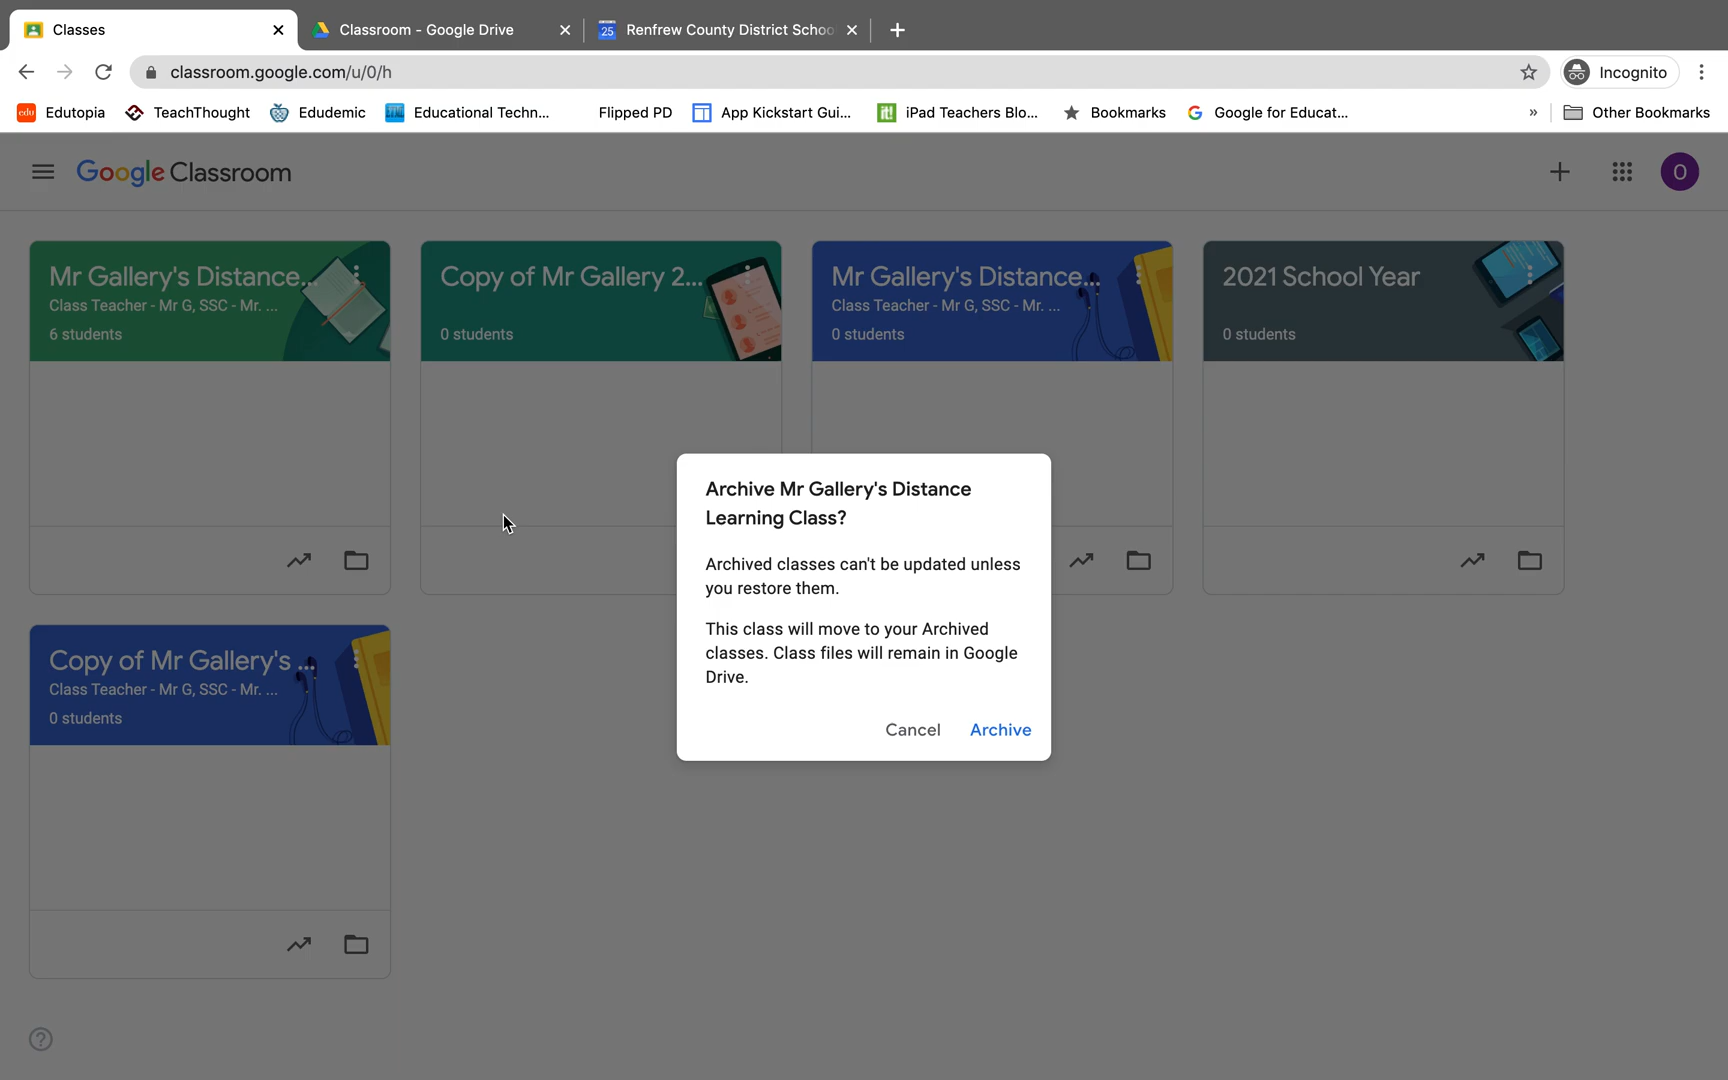 Classes
Classroom - Google Drive
25
Renfrew County District Schoo
classroom.google.com/u/0/h
Incognito
edu
Edutopia
TeachThought
Edudemic
Educational Techn...
Flipped PD
App Kickstart Gui...
it!
iPad Teachers Blo...
Bookmarks
Google for Educat...
»
Other Bookmarks
Google Classroom
O
Mr Gallery's Distance...
Class Teacher - Mr G, SSC - Mr. ...
6 students
Copy of Mr Gallery 2...
0 students
Mr Gallery's Distance...
Class Teacher - Mr G, SSC - Mr. ...
0 students
2021 School Year
0 students
Archive Mr Gallery's Distance
Learning Class?
Archived classes can't be updated unless
you restore them.
This class will move to your Archived
classes. Class files will remain in Google
Drive.
Cancel
Archive
Copy of Mr Gallery's ...
Class Teacher - Mr G, SSC - Mr. ...
0 students
?